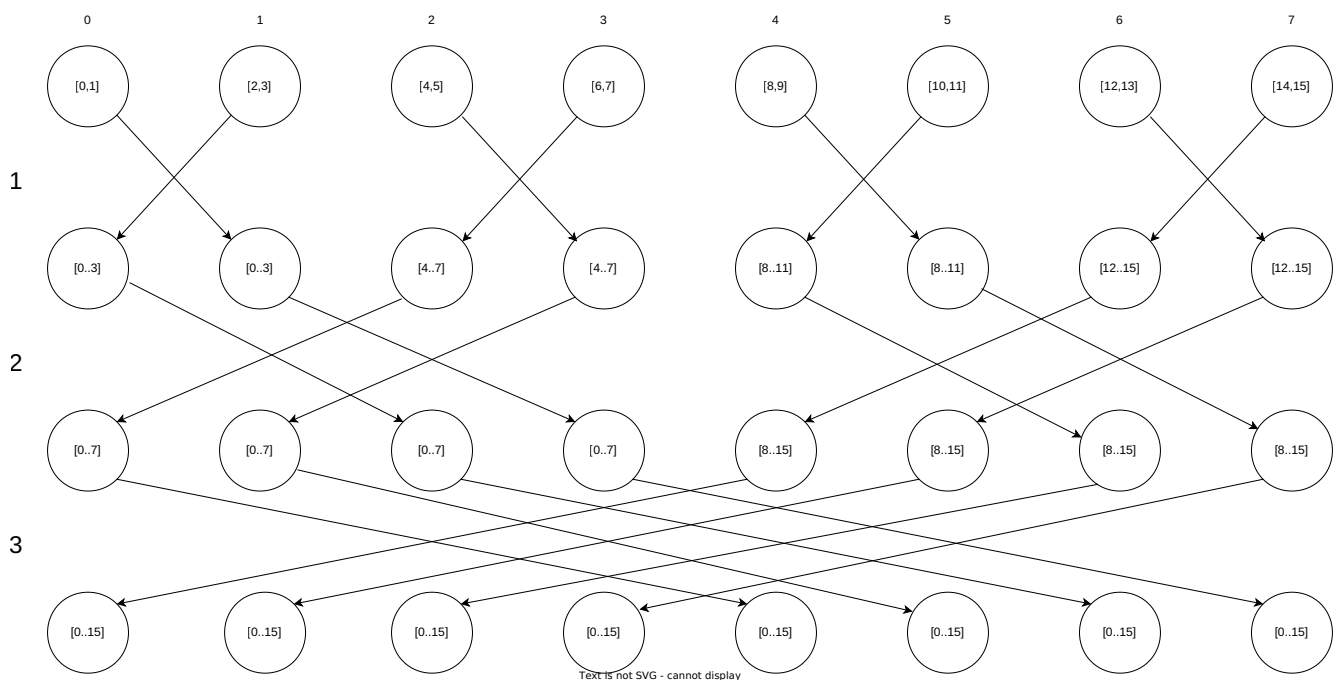 0 1 2 3 4 5 6 7
[0,1] [2,3] [4,5] [6,7] [8,9] [10,11] [12,13] [14,15]
1
[0..3] [0..3] [4..7] [4..7] [8..11] [8..11] [12..15] [12..15]
2
[0..7] [0..7] [0..7] [0..7] [8..15] [8..15] [8..15] [8..15]
3
[0..15] [0..15] [0..15] [0..15] [0..15] [0..15] [0..15] [0..15]
Text is not SVG - cannot display